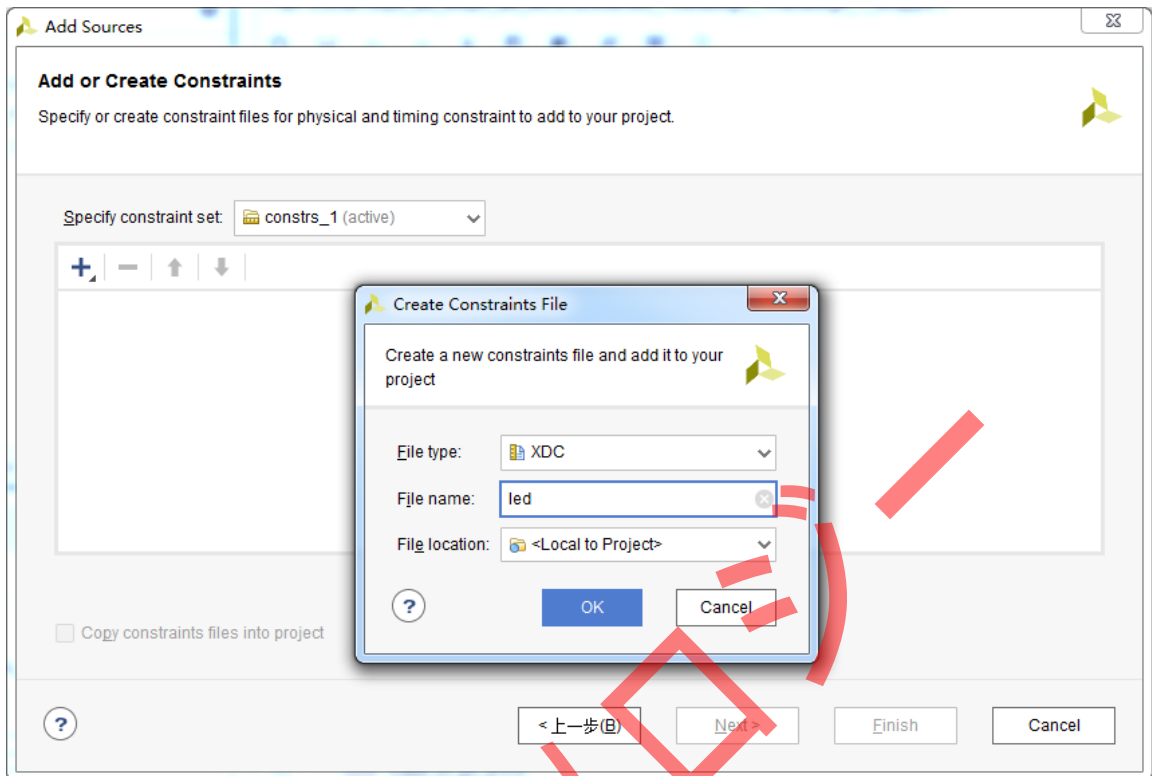 Add Sources
Add or Create Constraints
Specify or create constraint files for physical and timing constraint to add to your project.
Specify constraint set: constrs_1 (active)
Create Constraints File
Create a new constraints file and add it to your
project
File type: XDC
File name: led
File location: <Local to Project>
? OK Cancel
Copy constraints files into project
? <上一步(B) Next > Finish Cancel